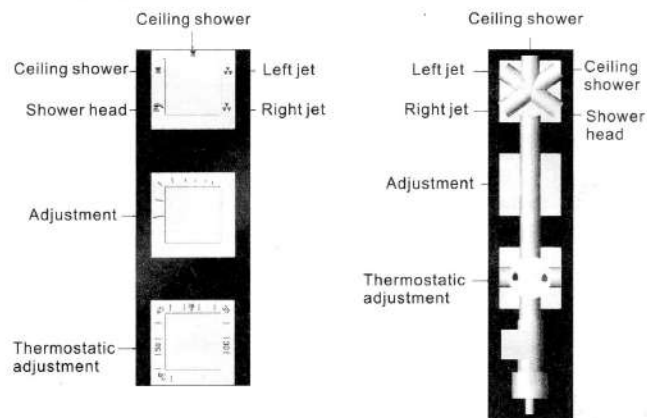 Ceiling shower
Ceiling shower
Left jet
Shower head
Right jet
Adjustment
Thermostatic
adjustment
Ceiling shower
Left jet
Ceiling
shower
Right jet
Shower
head
Adjustment
Thermostatic
adjustment